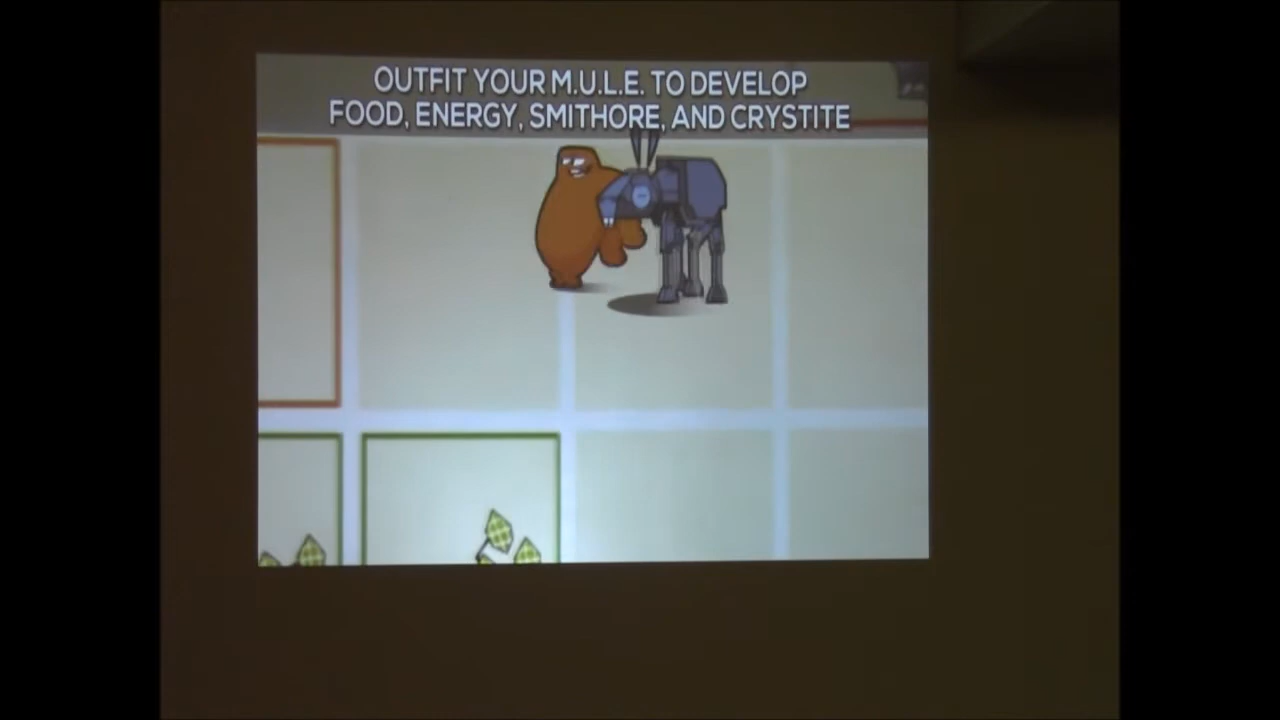 OUTFIT YOUR M.U.L.E. TO DEVELOP
FOOD, ENERGY, SMITHORE, AND CRYSTITE